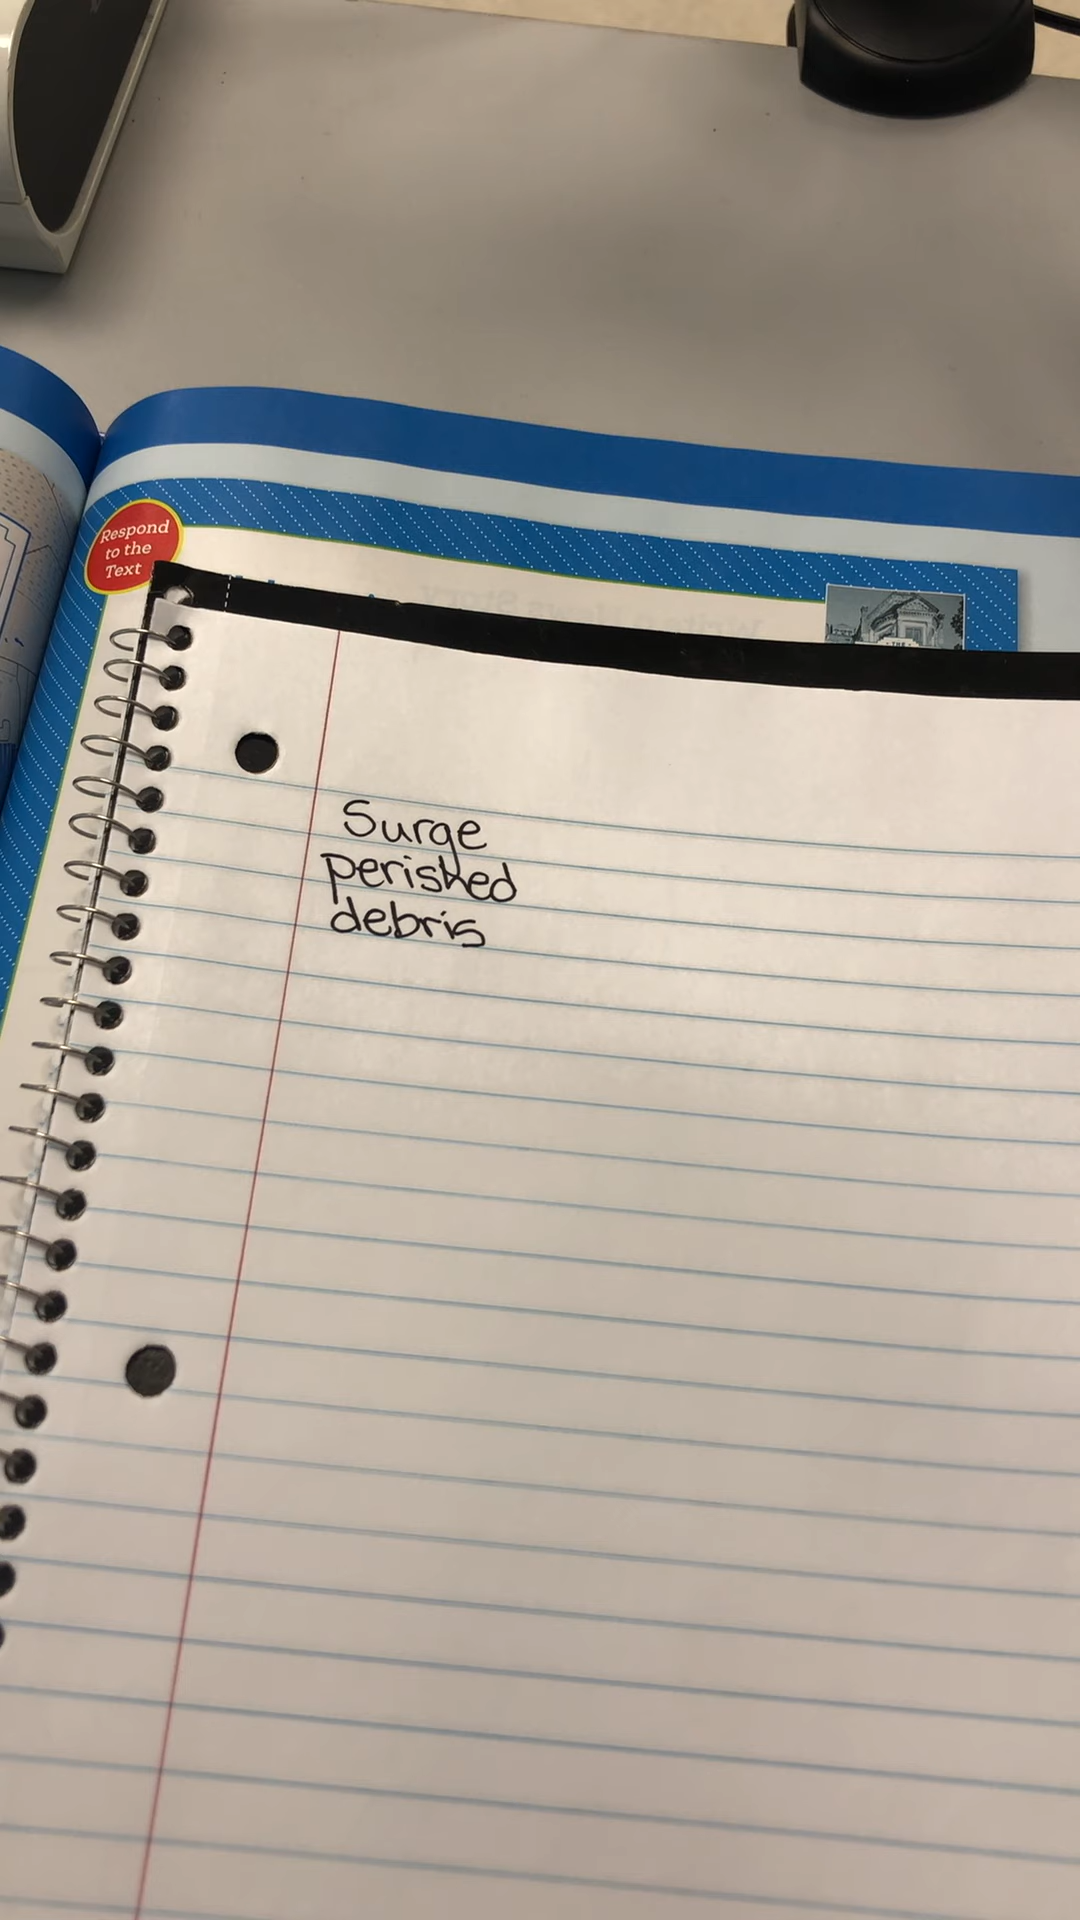 Respond
to the
Text
Surge
perished
debris